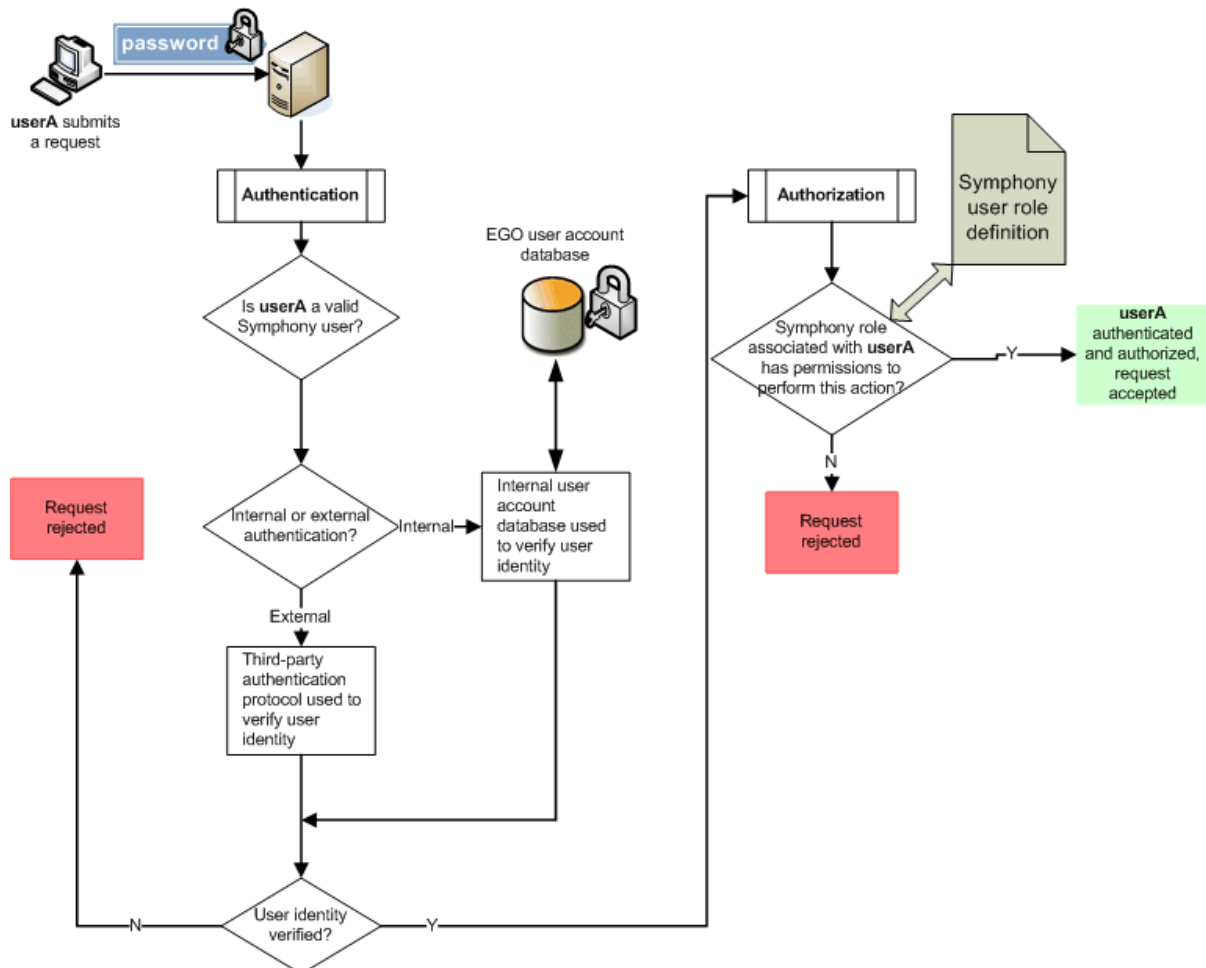 password
userA submits
a request
Authentication
Is userA a valid
Symphony user?
EGO user account
database
Internal or external
authentication?
Internal
Internal user
account
database used
to verify user
identity
External
Third-party
authentication
protocol used to
verify user
identity
Request
rejected
User identity
verified?
N
Y
Authorization
Symphony
user role
definition
Symphony role
associated with userA
has permissions to
perform this action?
Y
userA
authenticated
and authorized,
request
accepted
N
Request
rejected